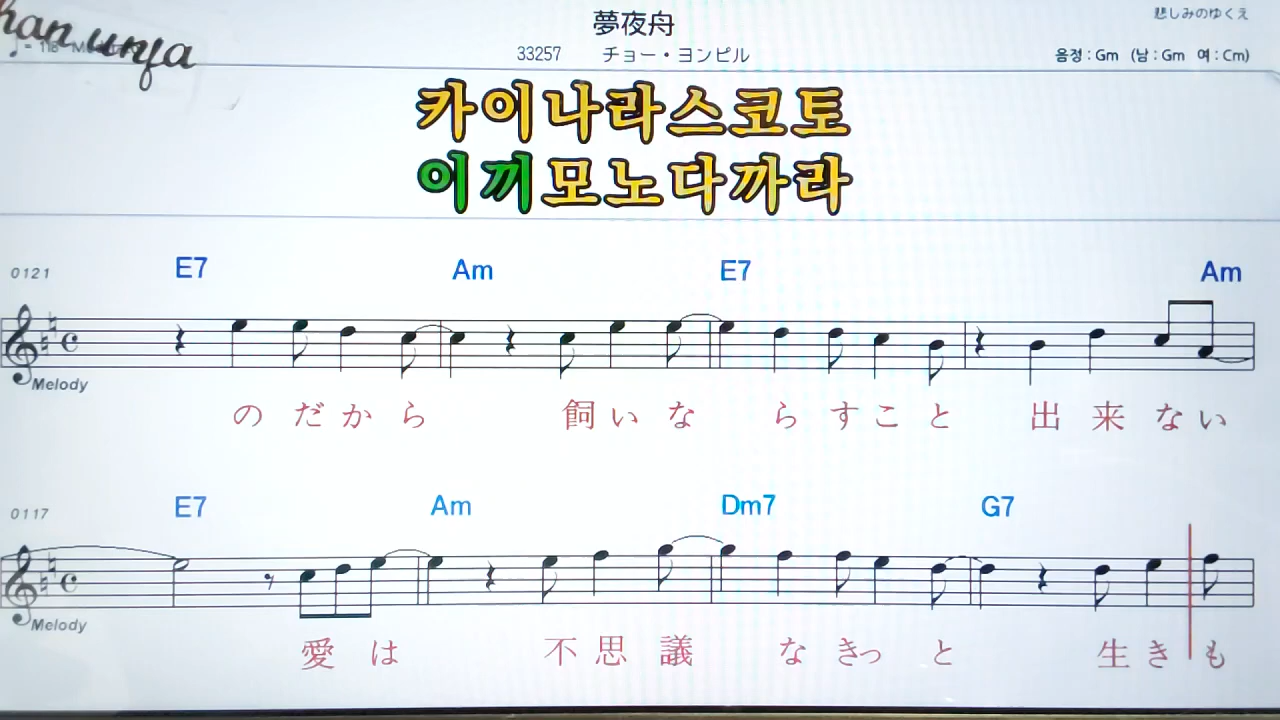 han unja
夢夜舟
悲しみのゆくえ
33257 チョー・ヨンピル
음정 : Gm (남 : Gm 여 : Cm)
카이나라스코토
이끼모노다까라
0121 E7 Am E7 Am
Melody
のだから 飼いならすこと 出来ない
0117 E7 Am Dm7 G7
Melody
愛は 不思議なきっと 生きも